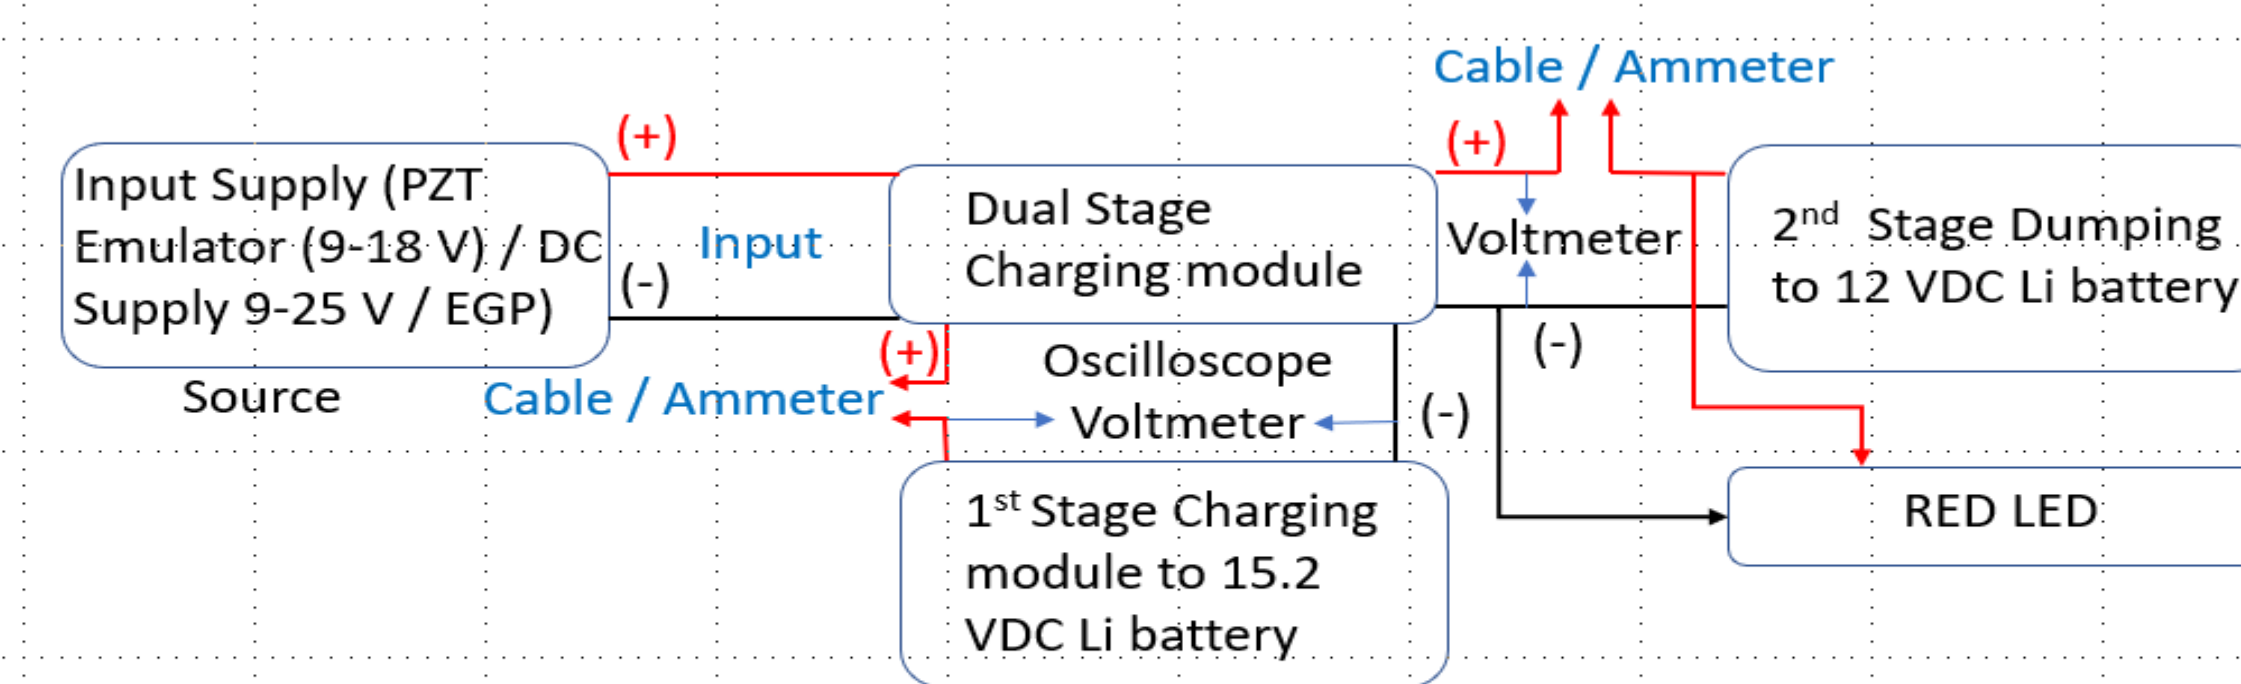 Cable / Ammeter
(+)
(+)
Input Supply (PZT
Emulator (9-18 V) / DC
Supply 9-25 V / EGP)
Input
(-)
Dual Stage
Charging module
Voltmeter
2nd Stage Dumping
to 12 VDC Li battery
(+)
Oscilloscope
(-)
Source
Cable / Ammeter
Voltmeter
(-)
1st Stage Charging
module to 15.2
VDC Li battery
RED LED